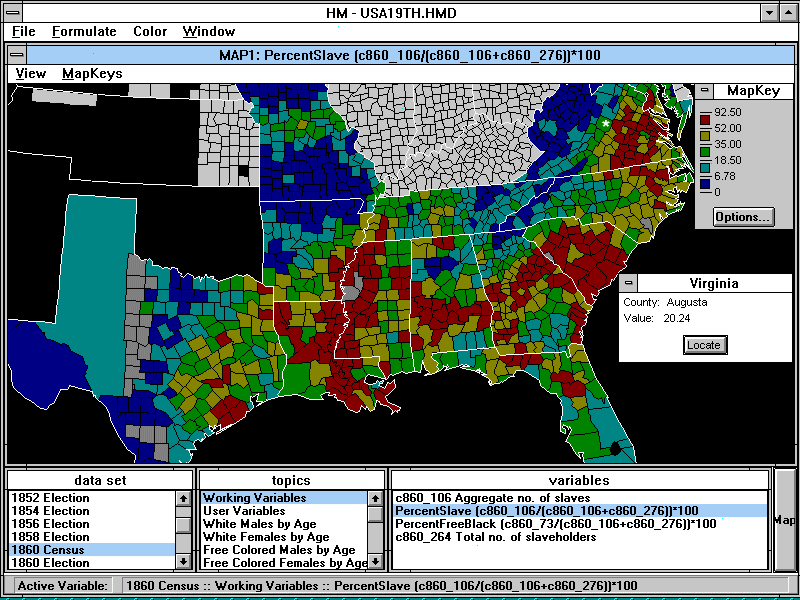 HM - USA19TH.HMD
File Formulate Color Window
MAP1: PercentSlave (c860_106/(c860_106+c860_276))*100
View MapKeys
MapKey
92.50
52.00
35.00
18.50
6.78
0
Options...
Virginia
County: Augusta
Value: 20.24
Locate
data set
1852 Election
1854 Election
1856 Election
1858 Election
1860 Census
1860 Election
topics
Working Variables
User Variables
White Males by Age
White Females by Age
Free Colored Males by Age
Free Colored Females by Age
variables
c860_106 Aggregate no. of slaves
PercentSlave (c860_106/(c860_106+c860_276))*100
PercentFreeBlack (c860_73/(c860_106+c860_276))*100
c860_264 Total no. of slaveholders
Map
Active Variable: 1860 Census :: Working Variables :: PercentSlave (c860_106/(c860_106+c860_276))*100